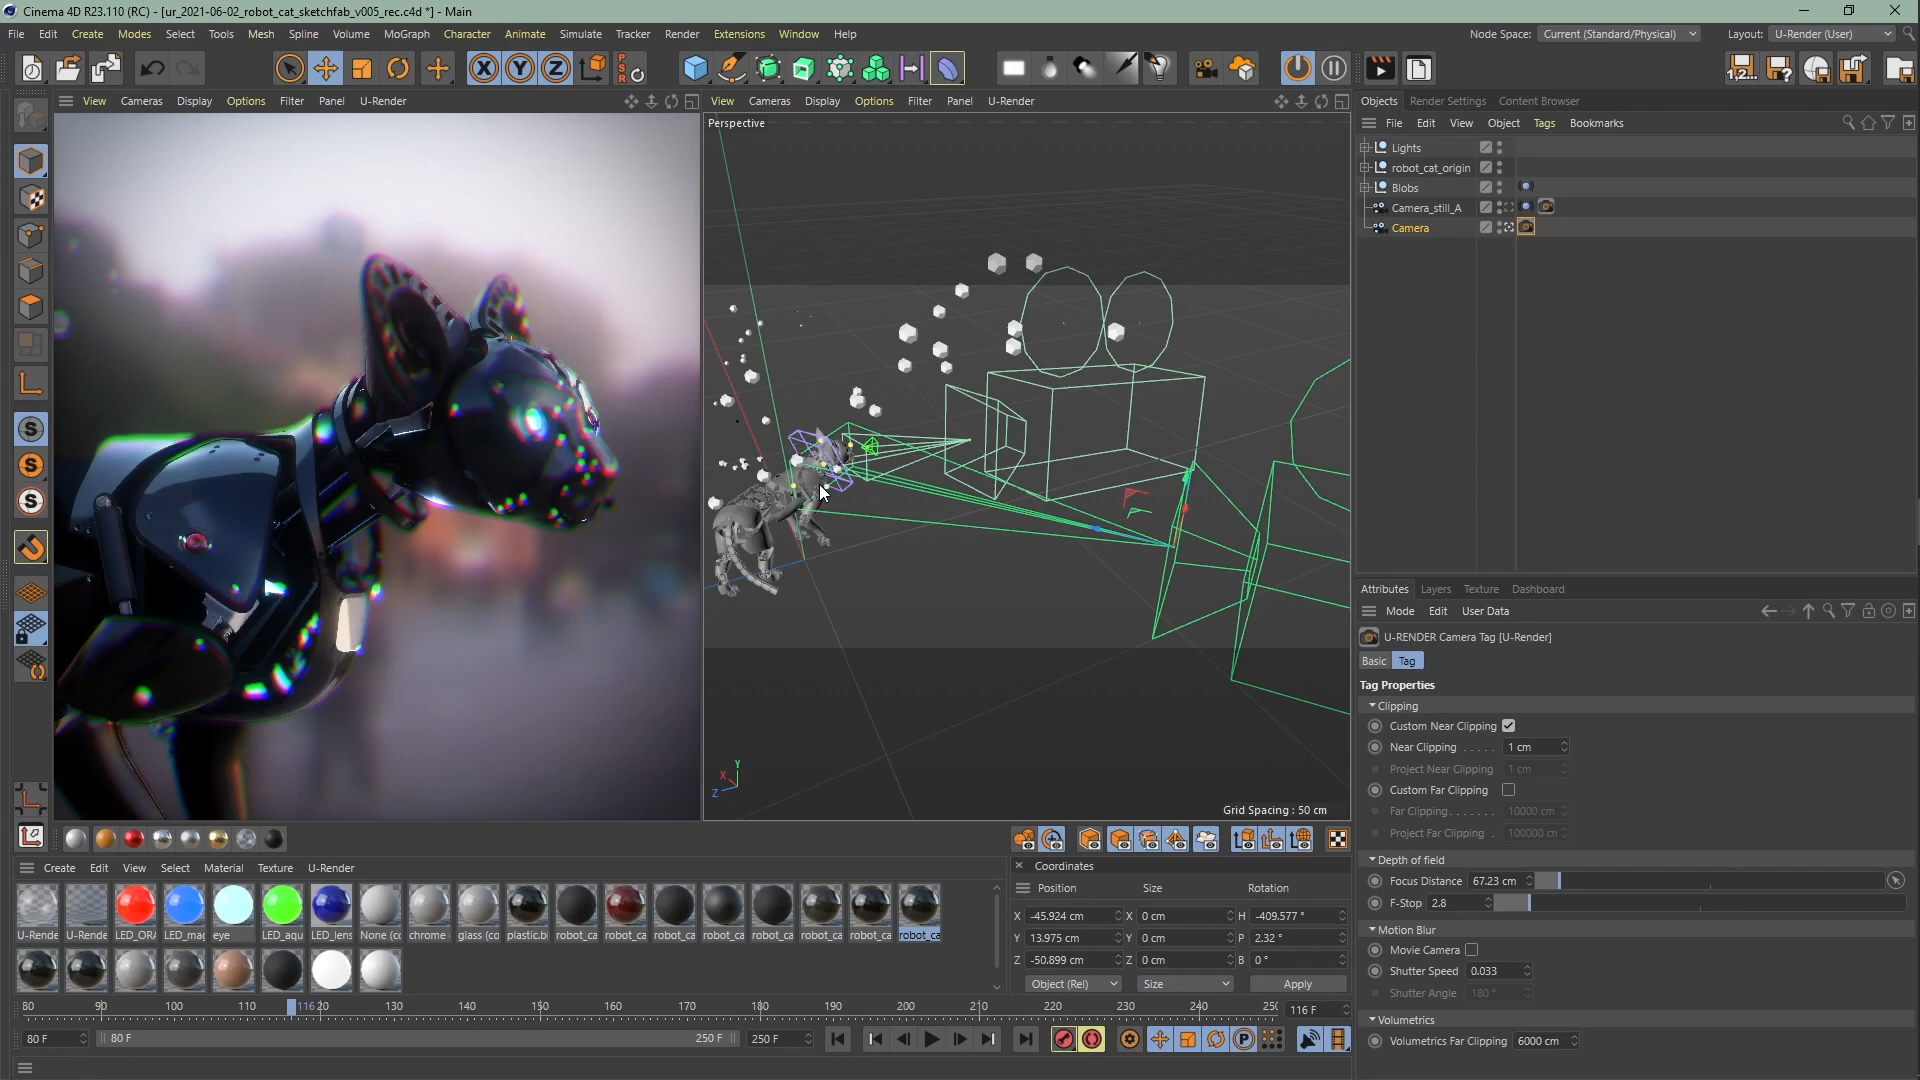 Cinema 4D R23.110 (RC) - [ur_2021-06-02_robot_cat_sketchfab_v005_rec.c4d *] - Main
File Edit Create Modes Select Tools Mesh Spline Volume MoGraph Character Animate Simulate Tracker Render Extensions Window Help
Node Space: Current (Standard/Physical) Layout: U-Render (User)
X Y Z PSR
1,2...
View Cameras Display Options Filter Panel U-Render
View Cameras Display Options Filter Panel U-Render
Perspective
Y
X
Z
Grid Spacing : 50 cm
Objects Render Settings Content Browser
File Edit View Object Tags Bookmarks
Lights
robot_cat_origin
Blobs
Camera_still_A
Camera
Attributes Layers Texture Dashboard
Mode Edit User Data
U-RENDER Camera Tag [U-Render]
Basic Tag
Tag Properties
Clipping
Custom Near Clipping
Near Clipping . . . . . 1 cm
Project Near Clipping 1 cm
Custom Far Clipping
Far Clipping . . . . . . . 10000 cm
Project Far Clipping . 100000 cm
Depth of field
Focus Distance 67.23 cm
F-Stop 2.8
Motion Blur
Movie Camera
Shutter Speed 0.033
Shutter Angle 180 °
Volumetrics
Volumetrics Far Clipping 6000 cm
S
S
S
Create Edit View Select Material Texture U-Render
U-Rende U-Rende LED_ORA LED_mag eye LED_aqu LED_lens None (co chrome glass (co plastic.bl robot_ca robot_ca robot_ca robot_ca robot_ca robot_ca robot_ca robot_ca
Coordinates
Position Size Rotation
X -45.924 cm X 0 cm H -409.577 °
Y 13.975 cm Y 0 cm P 2.32 °
Z -50.899 cm Z 0 cm B 0 °
Object (Rel) Size Apply
80 90 100 110 116 20 130 140 150 160 170 180 190 200 210 220 230 240 250 116 F
80 F 80 F 250 F 250 F
P